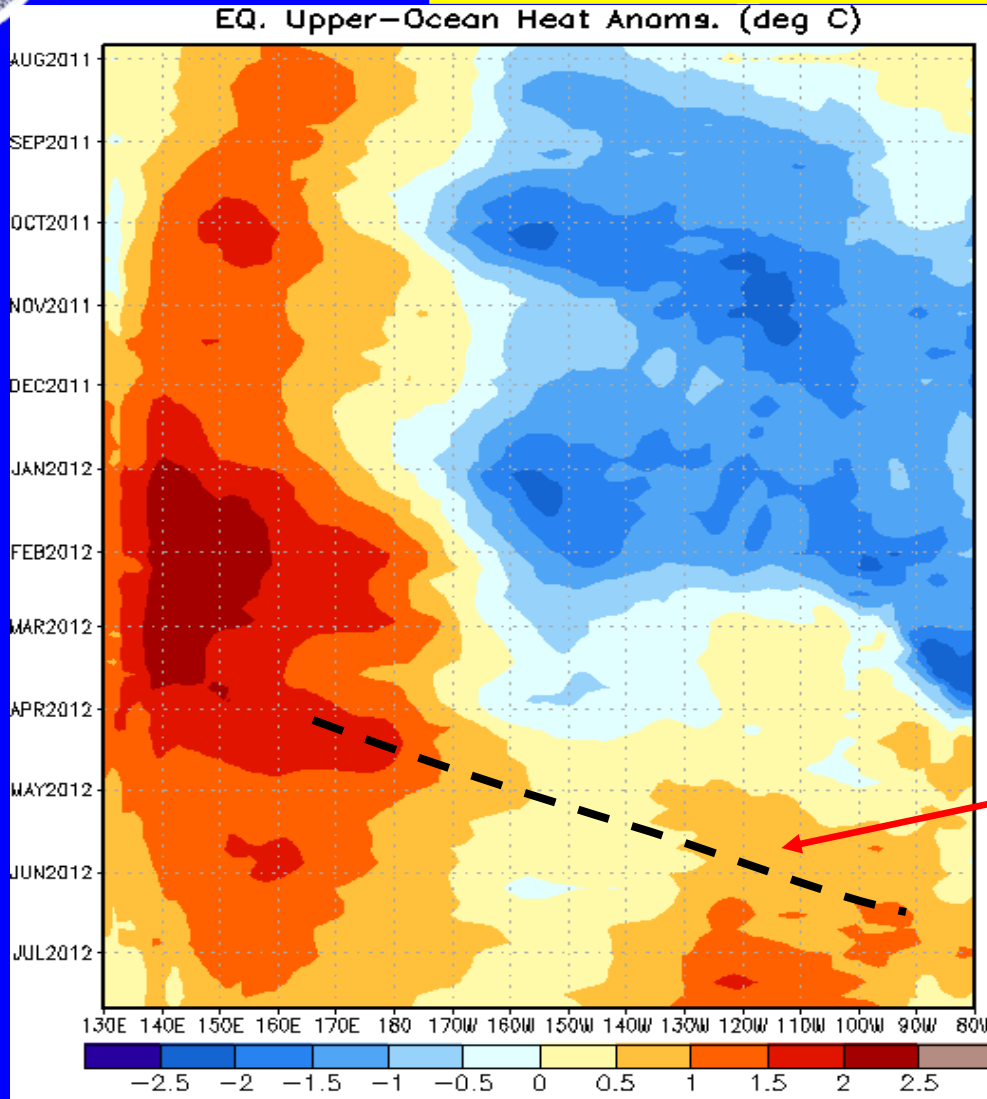 EQ. Upper-Ocean Heat Anoms. (deg C)
AUG2011
SEP2011
OCT2011
NOV2011
DEC2011
JAN2012
FEB2012
MAR2012
APR2012
MAY2012
JUN2012
JUL2012
130E 140E 150E 160E 170E 180 170W 160W 150W 140W 130W 120W 110W 100W 90W 80W
-2.5 -2 -1.5 -1 -0.5 0 0.5 1 1.5 2 2.5